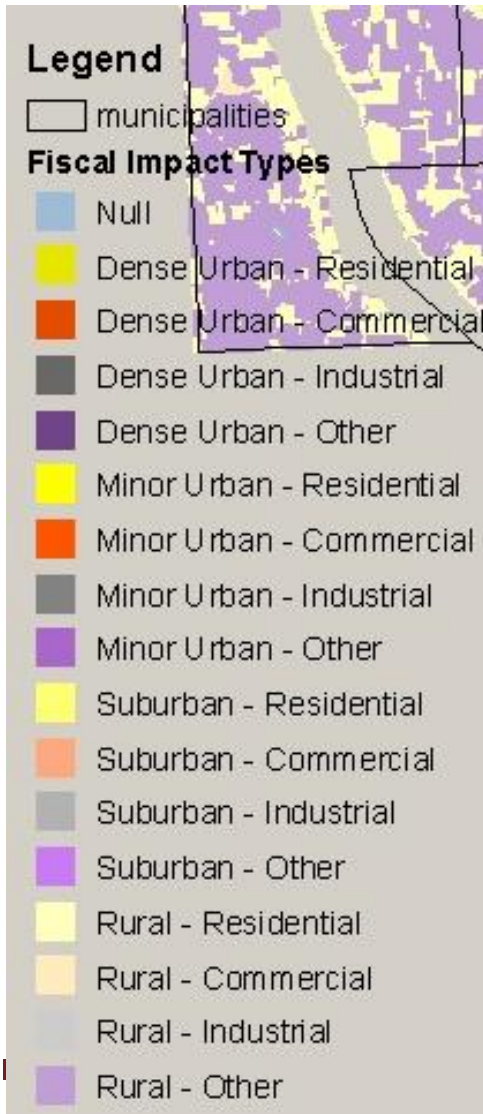 Legend
municipalities
Fiscal Impact Types
Null
Dense Urban - Residential
Dense Urban - Commercial
Dense Urban - Industrial
Dense Urban - Other
Minor Urban - Residential
Minor Urban - Commercial
Minor Urban - Industrial
Minor Urban - Other
Suburban - Residential
Suburban - Commercial
Suburban - Industrial
Suburban - Other
Rural - Residential
Rural - Commercial
Rural - Industrial
Rural - Other